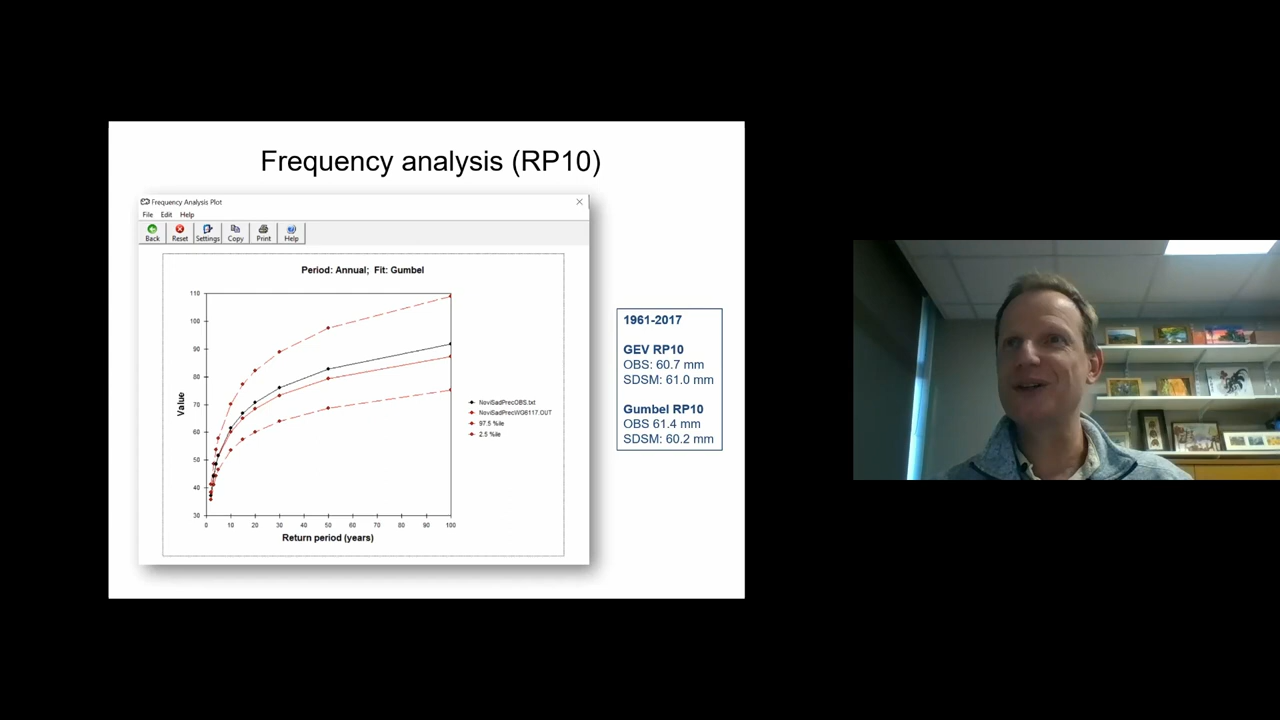 Frequency analysis (RP10)
Frequency Analysis Plot
File Edit Help
Back Reset Settings Copy Print Help
Period: Annual; Fit: Gumbel
110
100
90
80
70
60
50
40
30
Value
0 10 20 30 40 50 60 70 80 90 100
Return period (years)
NoviSadPrecOBS.txt
NoviSadPrecWG6117.OUT
97.5 %ile
2.5 %ile
1961-2017
GEV RP10
OBS: 60.7 mm
SDSM: 61.0 mm
Gumbel RP10
OBS 61.4 mm
SDSM: 60.2 mm